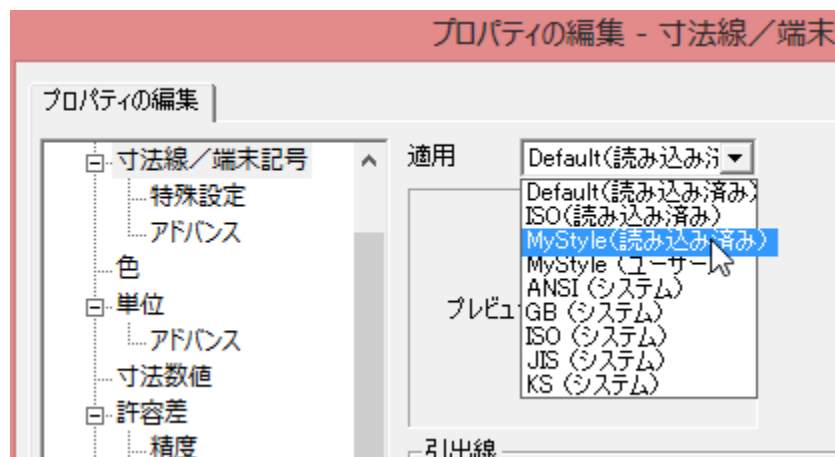 プロパティの編集 - 寸法線／端末
プロパティの編集
寸法線／端末記号
特殊設定
アドバンス
色
単位
アドバンス
寸法数値
許容差
精度
適用
Default(読み込み済
Default(読み込み済み)
ISO(読み込み済み)
MyStyle(読み込み済み)
MyStyle (ユーザー
ANSI (システム)
GB (システム)
ISO (システム)
JIS (システム)
KS (システム)
プレビュ
引出線